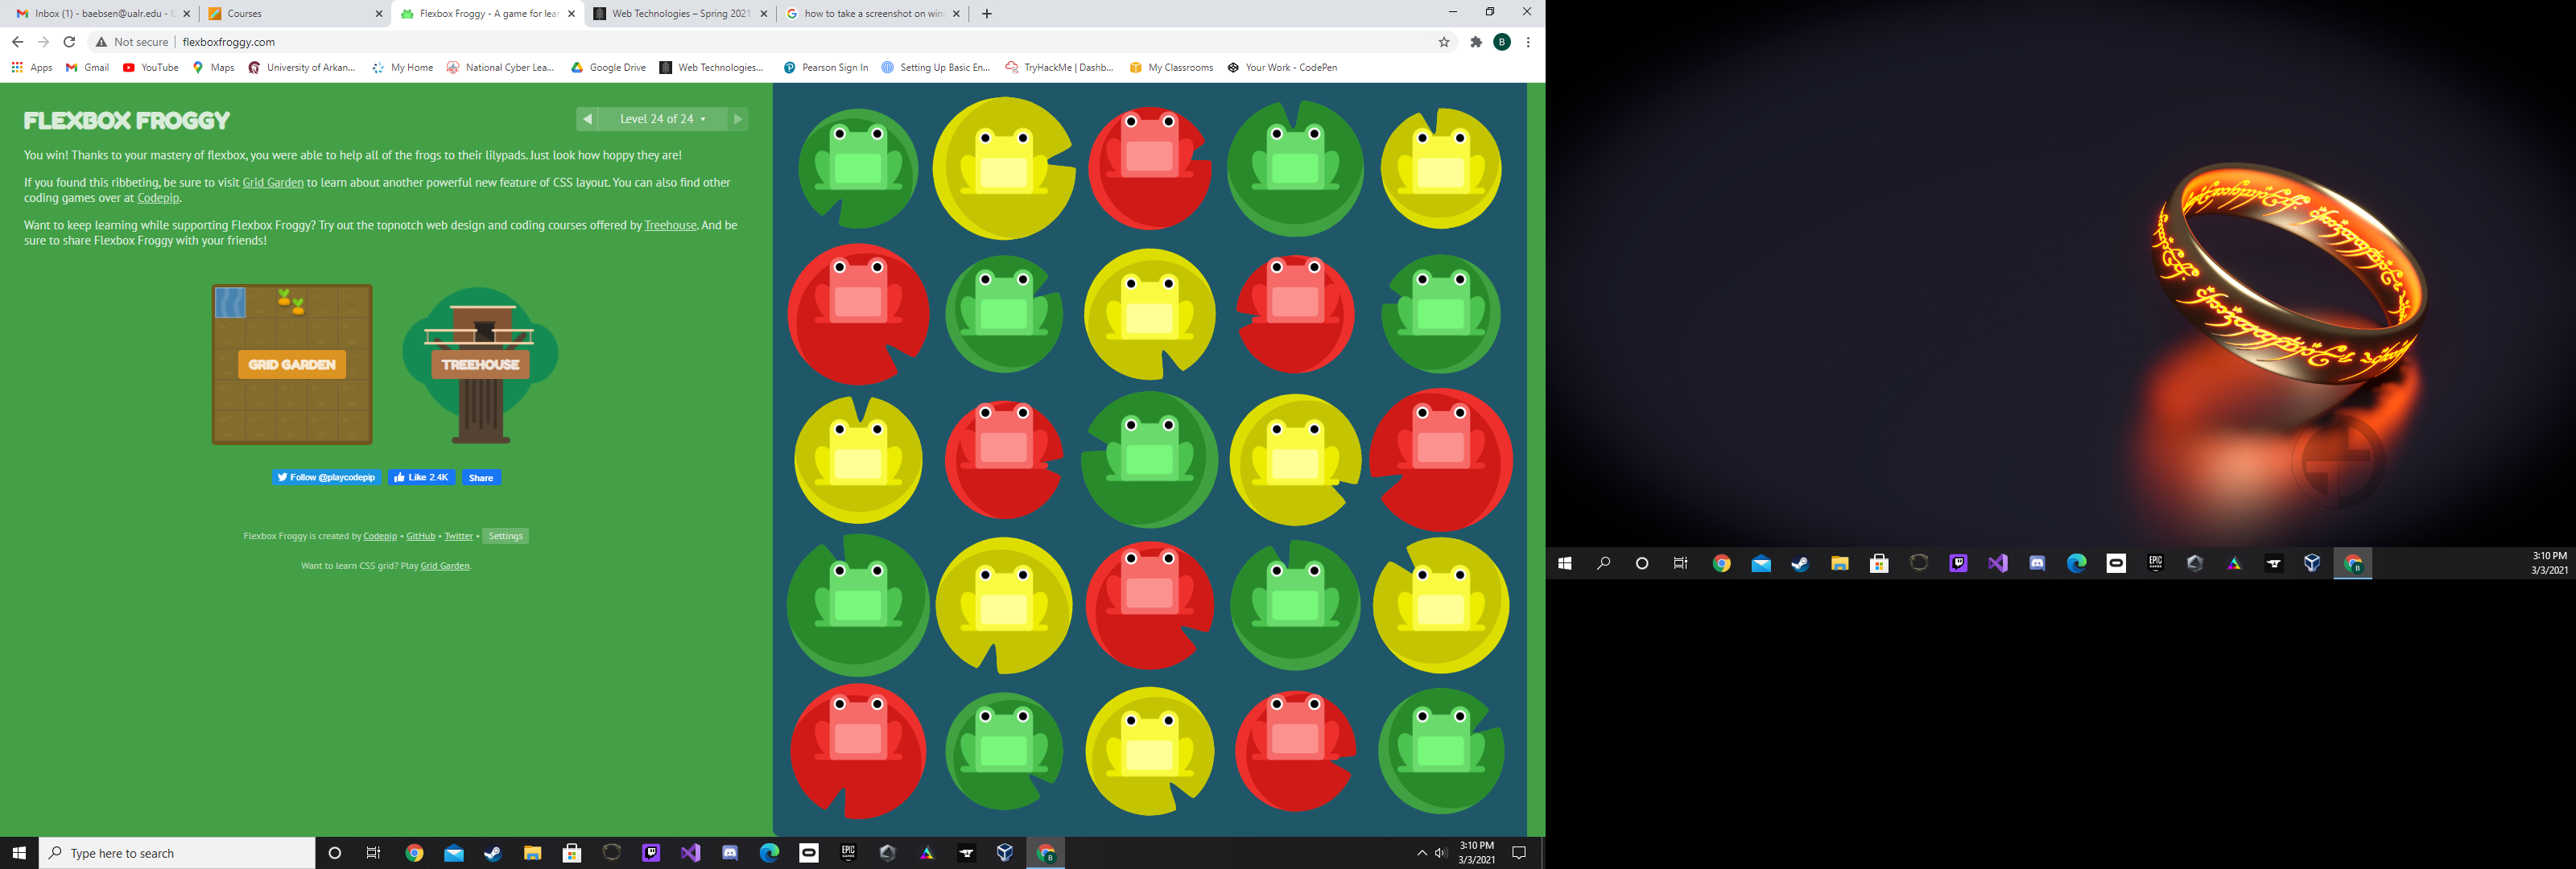 Inbox (1) - baebsen@ualr.edu - U
Courses
Flexbox Froggy - A game for lear
Web Technologies – Spring 2021
how to take a screenshot on wind
Not secure
flexboxfroggy.com
B
Apps
Gmail
YouTube
Maps
University of Arkan...
My Home
National Cyber Lea...
Google Drive
Web Technologies...
Pearson Sign In
Setting Up Basic En...
TryHackMe | Dashb...
My Classrooms
Your Work - CodePen
FLEXBOX FROGGY
Level 24 of 24
You win! Thanks to your mastery of flexbox, you were able to help all of the frogs to their lilypads. Just look how hoppy they are!
If you found this ribbeting, be sure to visit Grid Garden to learn about another powerful new feature of CSS layout. You can also find other
coding games over at Codepip.
Want to keep learning while supporting Flexbox Froggy? Try out the topnotch web design and coding courses offered by Treehouse. And be
sure to share Flexbox Froggy with your friends!
GRID GARDEN
TREEHOUSE
Follow @playcodepip
Like 2.4K
Share
Flexbox Froggy is created by Codepip • GitHub • Twitter • Settings
Want to learn CSS grid? Play Grid Garden.
Type here to search
EPIC
B
3:10 PM
3/3/2021
EPIC
B
3:10 PM
3/3/2021